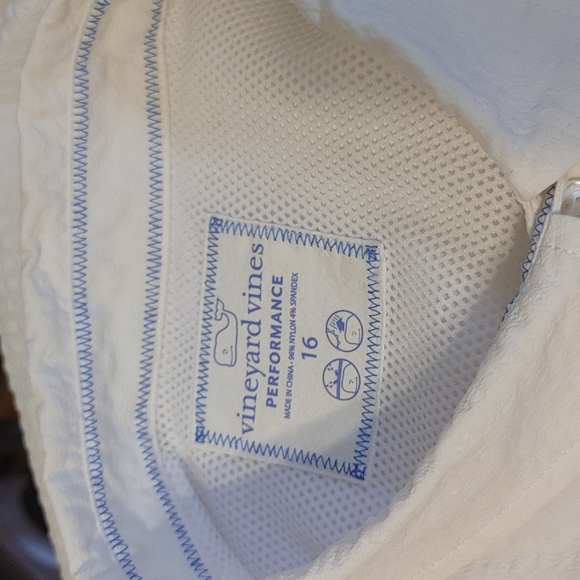 vineyard vines
PERFORMANCE
MADE IN CHINA • 96% NYLON 4% SPANDEX
16